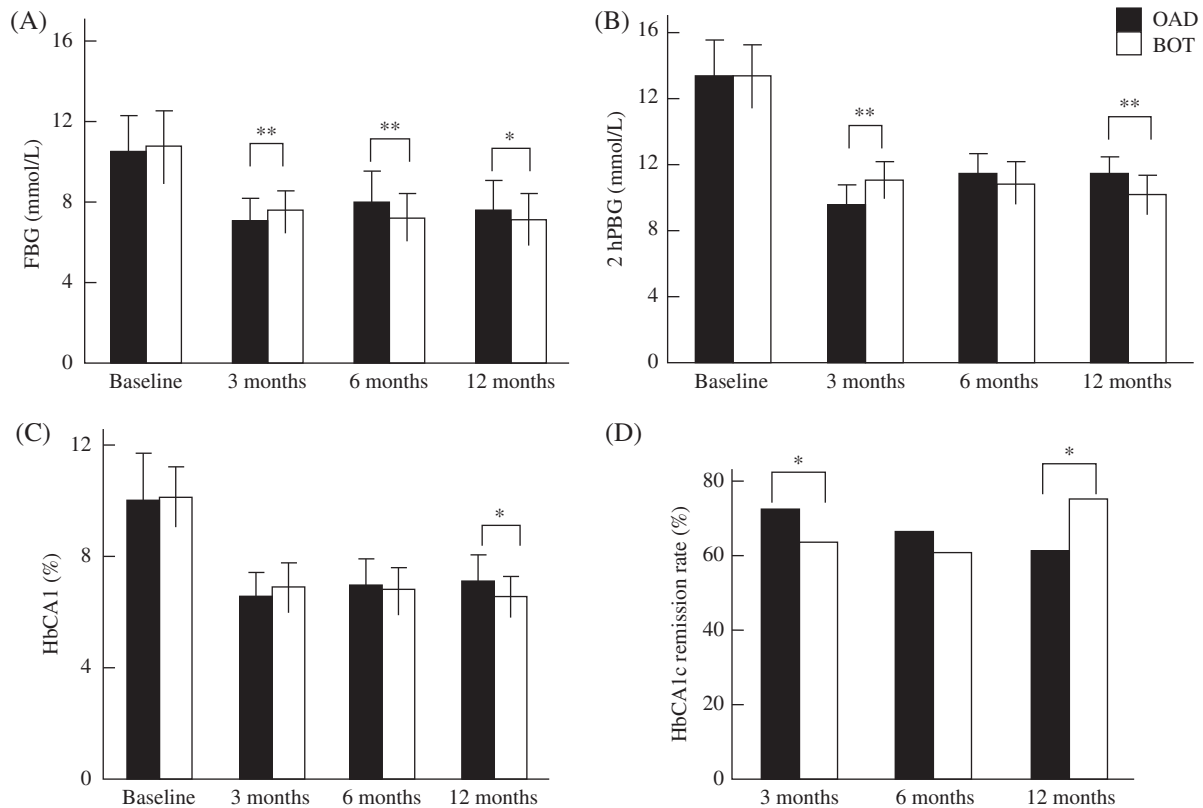 (A)
16
12
8
4
0
FBG (mmol/L)
**
**
*
Baseline
3 months
6 months
12 months
(B)
OAD
BOT
16
12
12
8
4
0
2 hPBG (mmol/L)
**
**
Baseline
3 months
6 months
12 months
(C)
12
8
4
0
HbCA1 (%)
*
Baseline
3 months
6 months
12 months
(D)
80
60
40
20
0
HbCA1c remission rate (%)
*
*
3 months
6 months
12 months